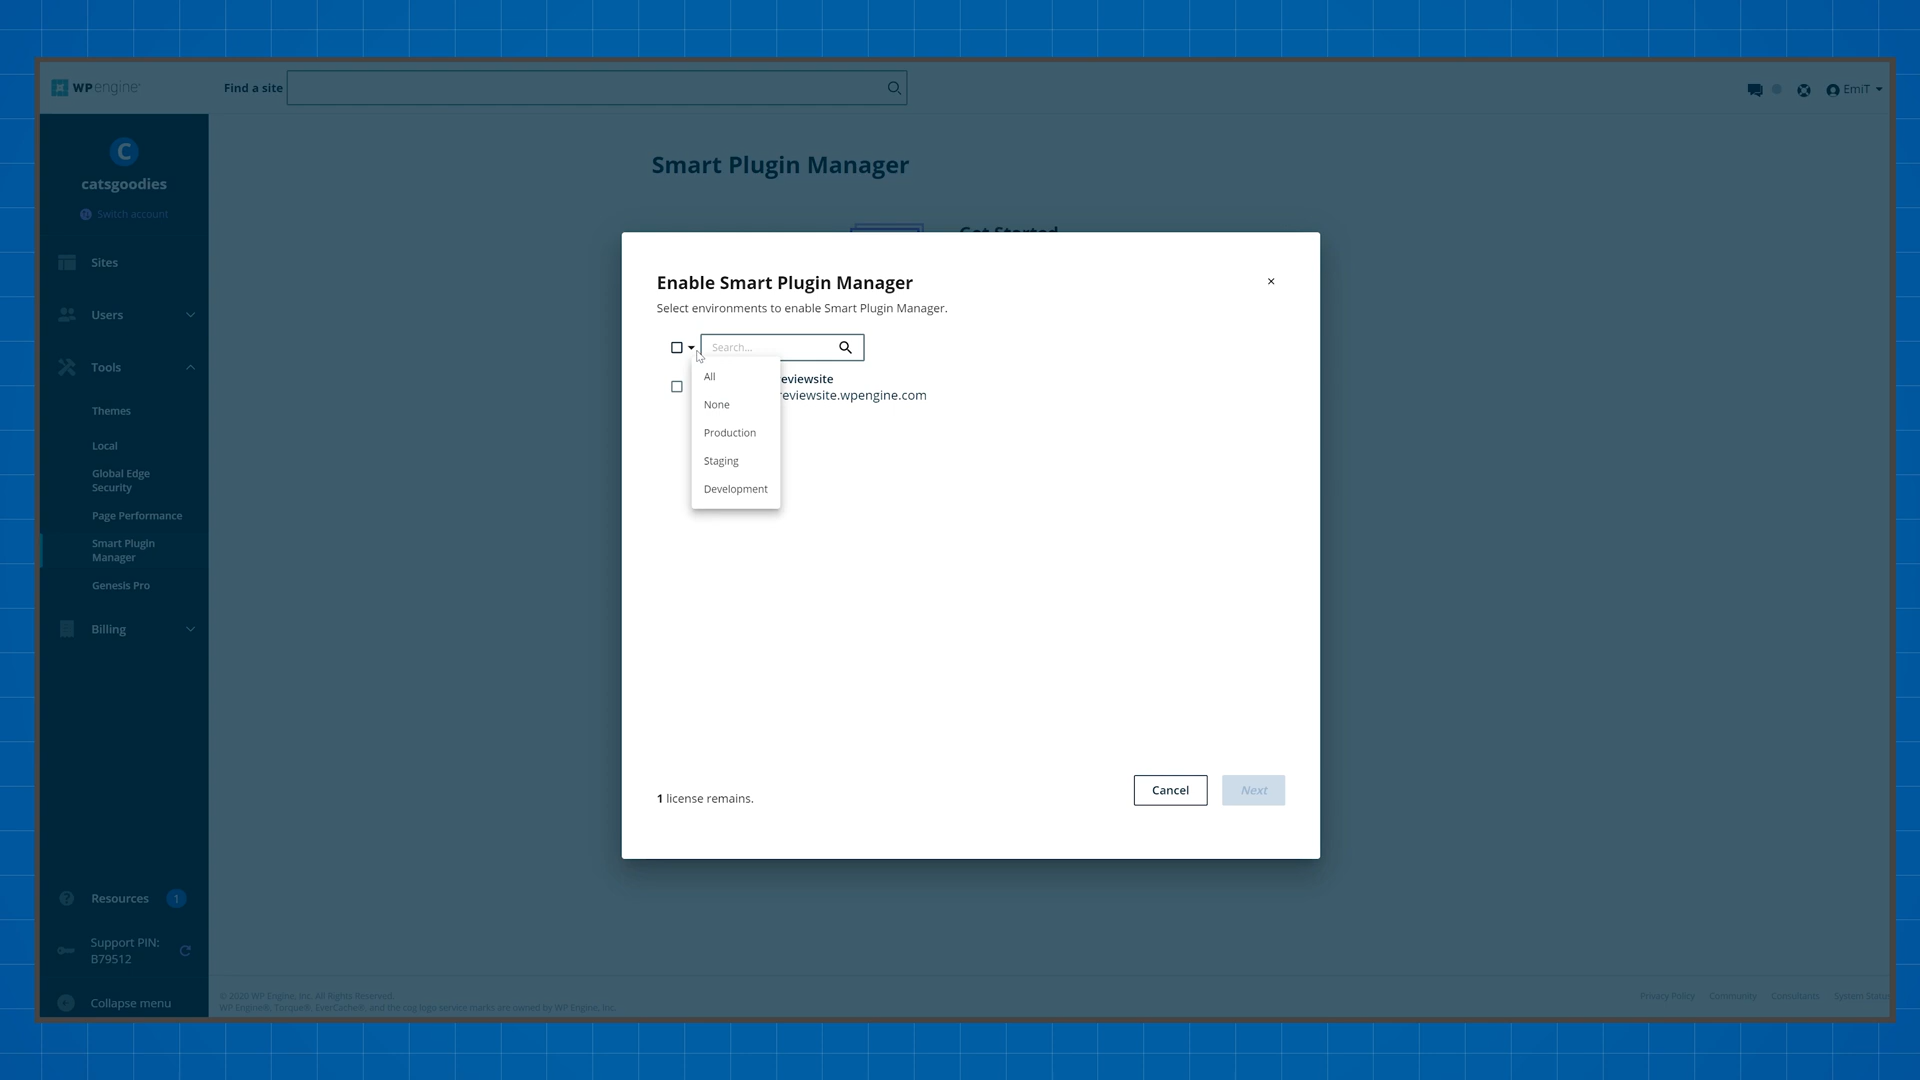 WPengine
Find a site
EmiT
C
catsgoodies
Switch account
Sites
Users
Tools
Themes
Local
Global Edge
Security
Page Performance
Smart Plugin
Manager
Genesis Pro
Billing
Resources 1
Support PIN:
B79512
Collapse menu
Smart Plugin Manager
Get Started
Enable Smart Plugin Manager
×
Select environments to enable Smart Plugin Manager.
Search...
All
None
Production
Staging
Development
eviewsite
reviewsite.wpengine.com
1 license remains.
Cancel
Next
© 2020 WP Engine, Inc. All Rights Reserved.
WP Engine®, Torque®, EverCache®, and the cog logo service marks are owned by WP Engine, Inc.
Privacy Policy Community Consultants System Status